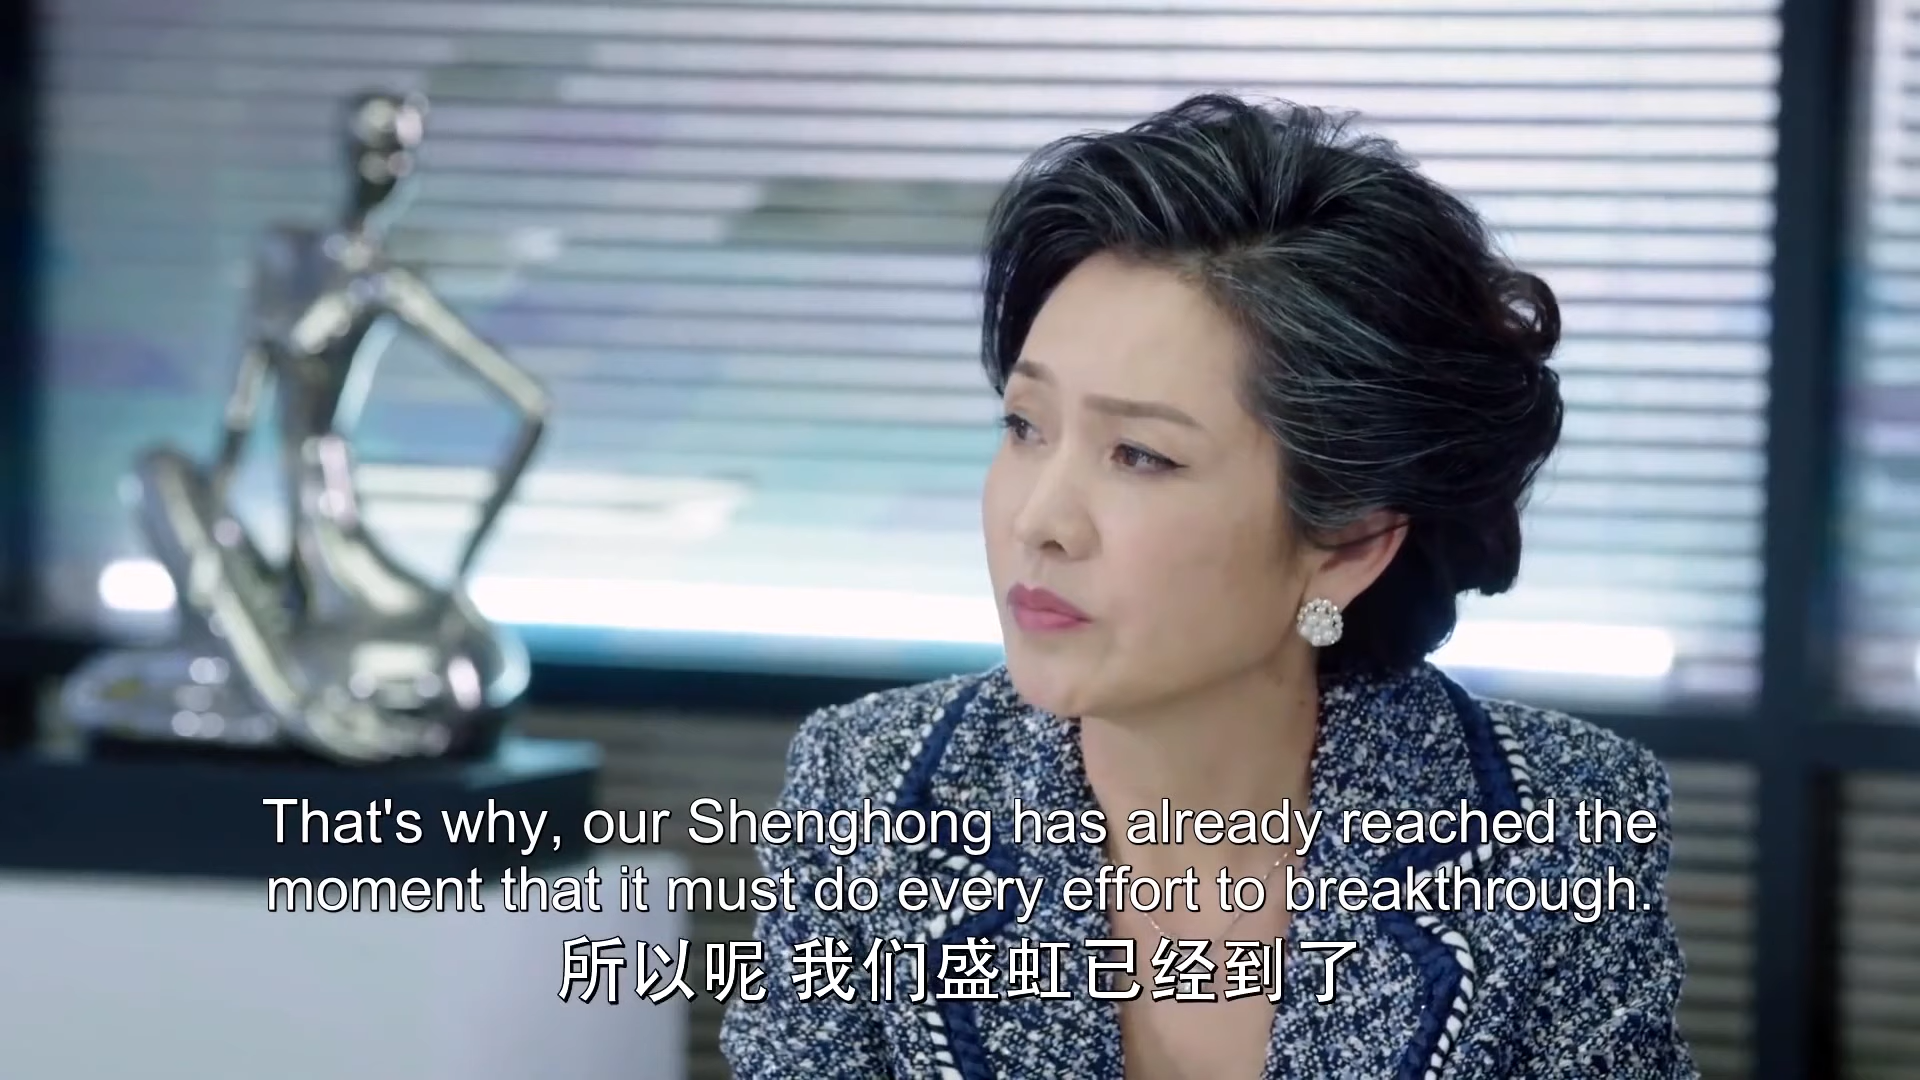 That's why, our Shenghong has already reached the
moment that it must do every effort to breakthrough.
所以呢 我们盛虹已经到了